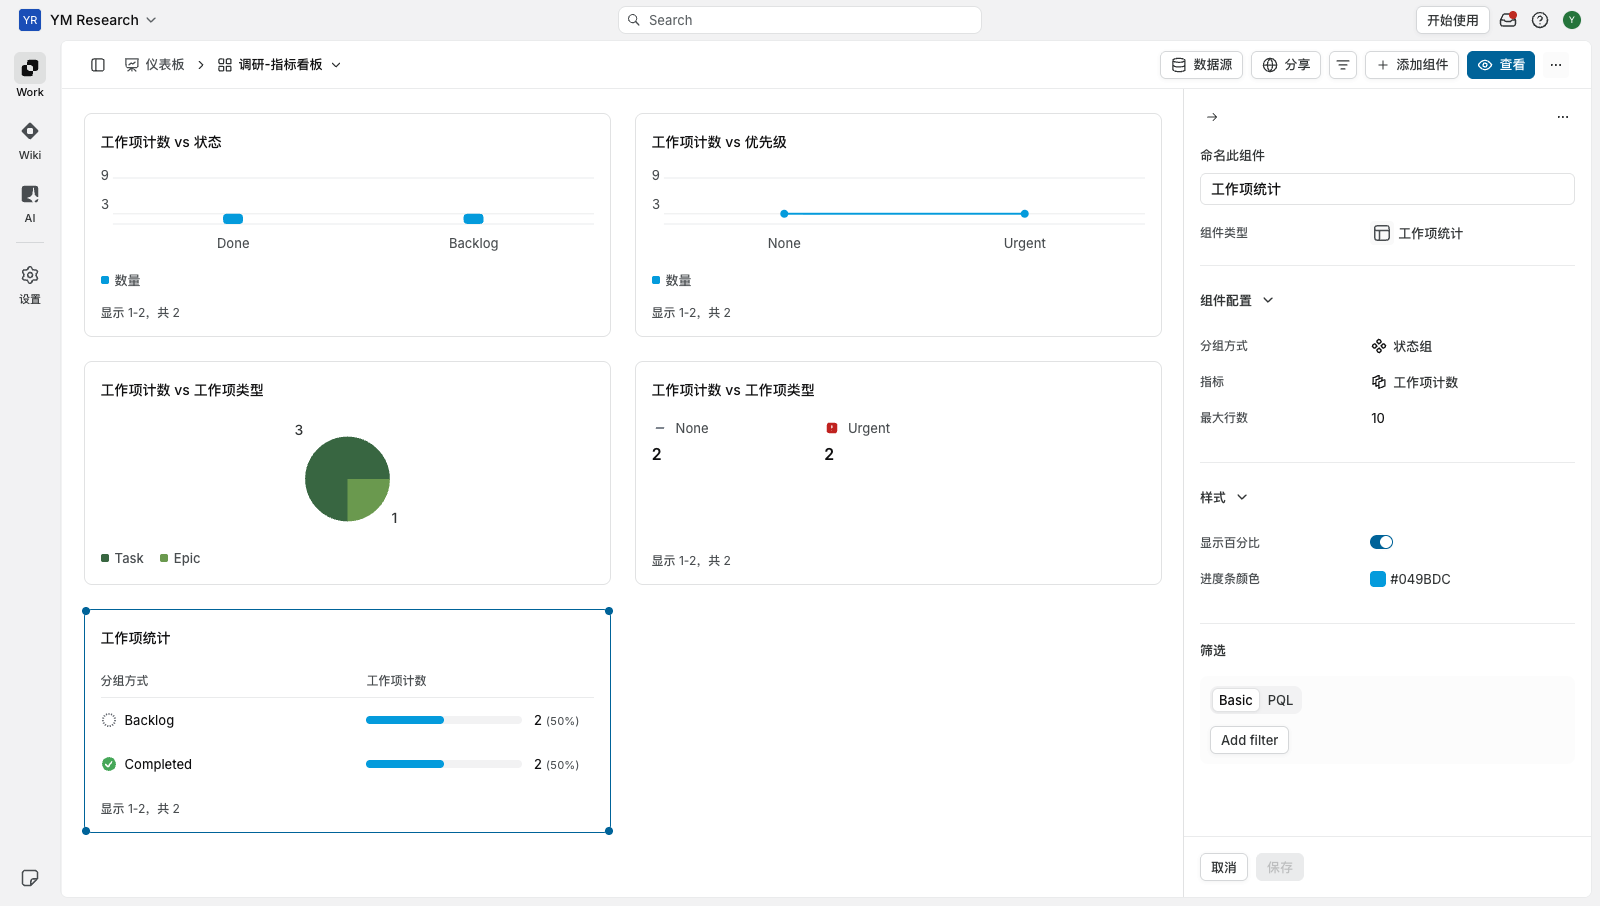 YR YM Research
Search
开始使用
Y
Work
Wiki
AI
设置
仪表板
调研-指标看板
数据源
分享
添加组件
查看
工作项计数 vs 状态
9
3
Done
Backlog
数量
显示 1-2，共 2
工作项计数 vs 优先级
9
3
None
Urgent
数量
显示 1-2，共 2
工作项计数 vs 工作项类型
3
1
Task
Epic
工作项计数 vs 工作项类型
None
Urgent
2
2
显示 1-2，共 2
工作项统计
分组方式
工作项计数
Backlog
2 (50%)
Completed
2 (50%)
显示 1-2，共 2
命名此组件
工作项统计
组件类型
工作项统计
组件配置
分组方式
状态组
指标
工作项计数
最大行数
10
样式
显示百分比
进度条颜色
#049BDC
筛选
Basic
PQL
Add filter
取消
保存